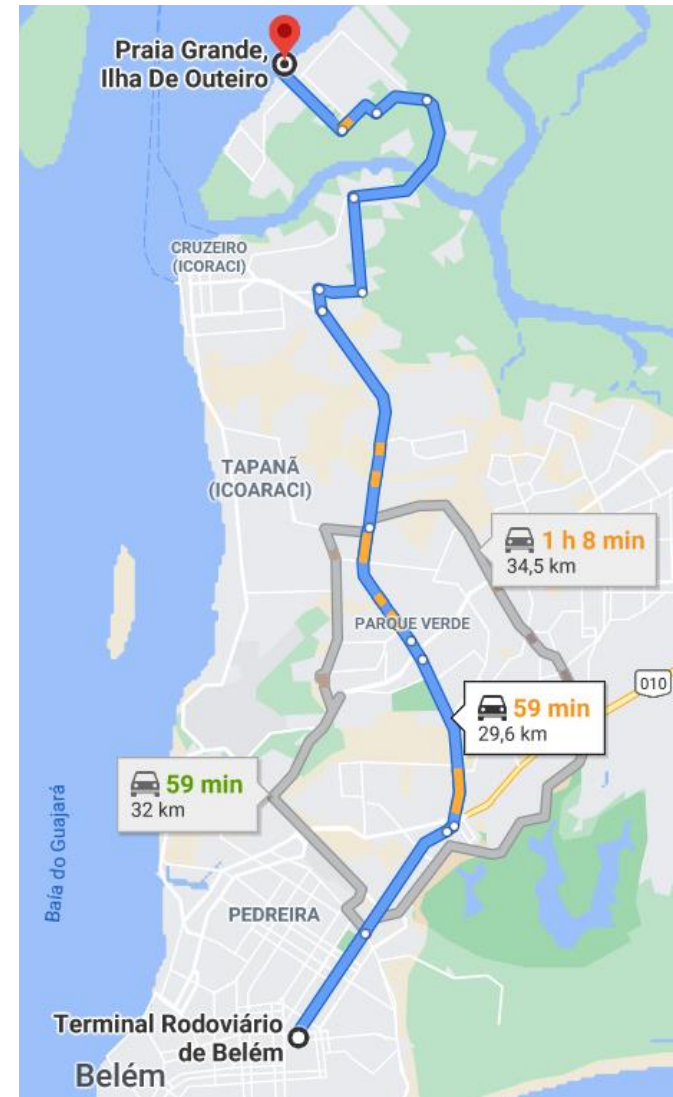 Praia Grande,
Ilha De Outeiro
CRUZEIRO
(ICORACI)
TAPANÃ
(ICOARACI)
1 h 8 min
34,5 km
PARQUE VERDE
010
59 min
29,6 km
59 min
32 km
Baía do Guajará
PEDREIRA
Terminal Rodoviário
de Belém
Belém